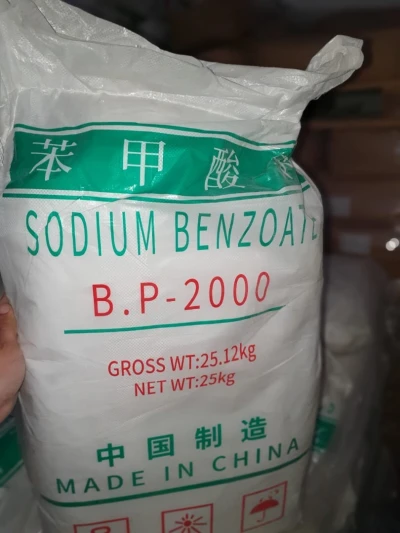 苯甲酸
SODIUM BENZOATE
B.P-2000
GROSS WT:25.12kg
NET WT:25kg
中国制造
MADE IN CHINA